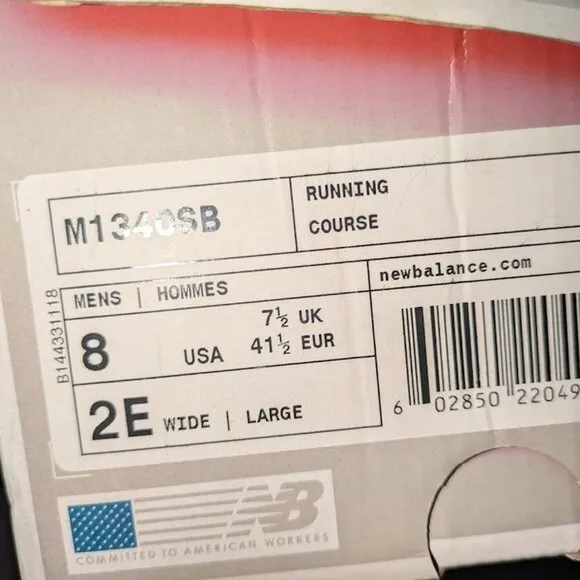 M1340SB
RUNNING
COURSE
newbalance.com
MENS | HOMMES
8 USA
7½ UK
41½ EUR
2E WIDE | LARGE
B144331118
6 02850 22049
NB
COMMITTED TO AMERICAN WORKERS